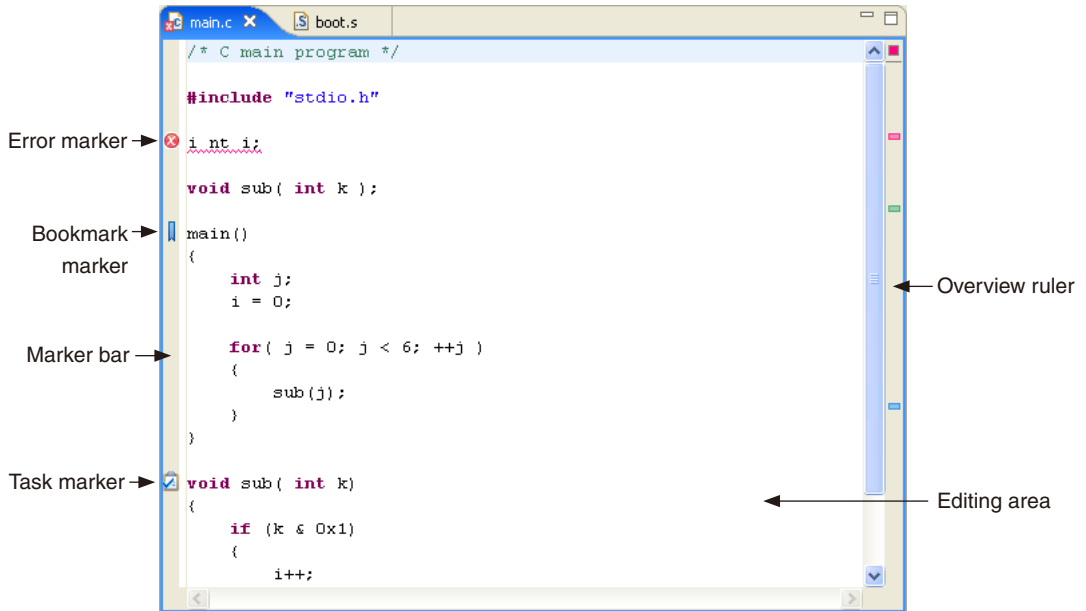 main.c boot.s
/* C main program */
#include "stdio.h"
Error marker
i nt i;
void sub( int k );
Bookmark
marker
main()
{
int j;
i = 0;
Overview ruler
for( j = 0; j < 6; ++j )
Marker bar
{
sub(j);
}
}
Task marker
void sub( int k)
{
Editing area
if (k & 0x1)
{
i++;